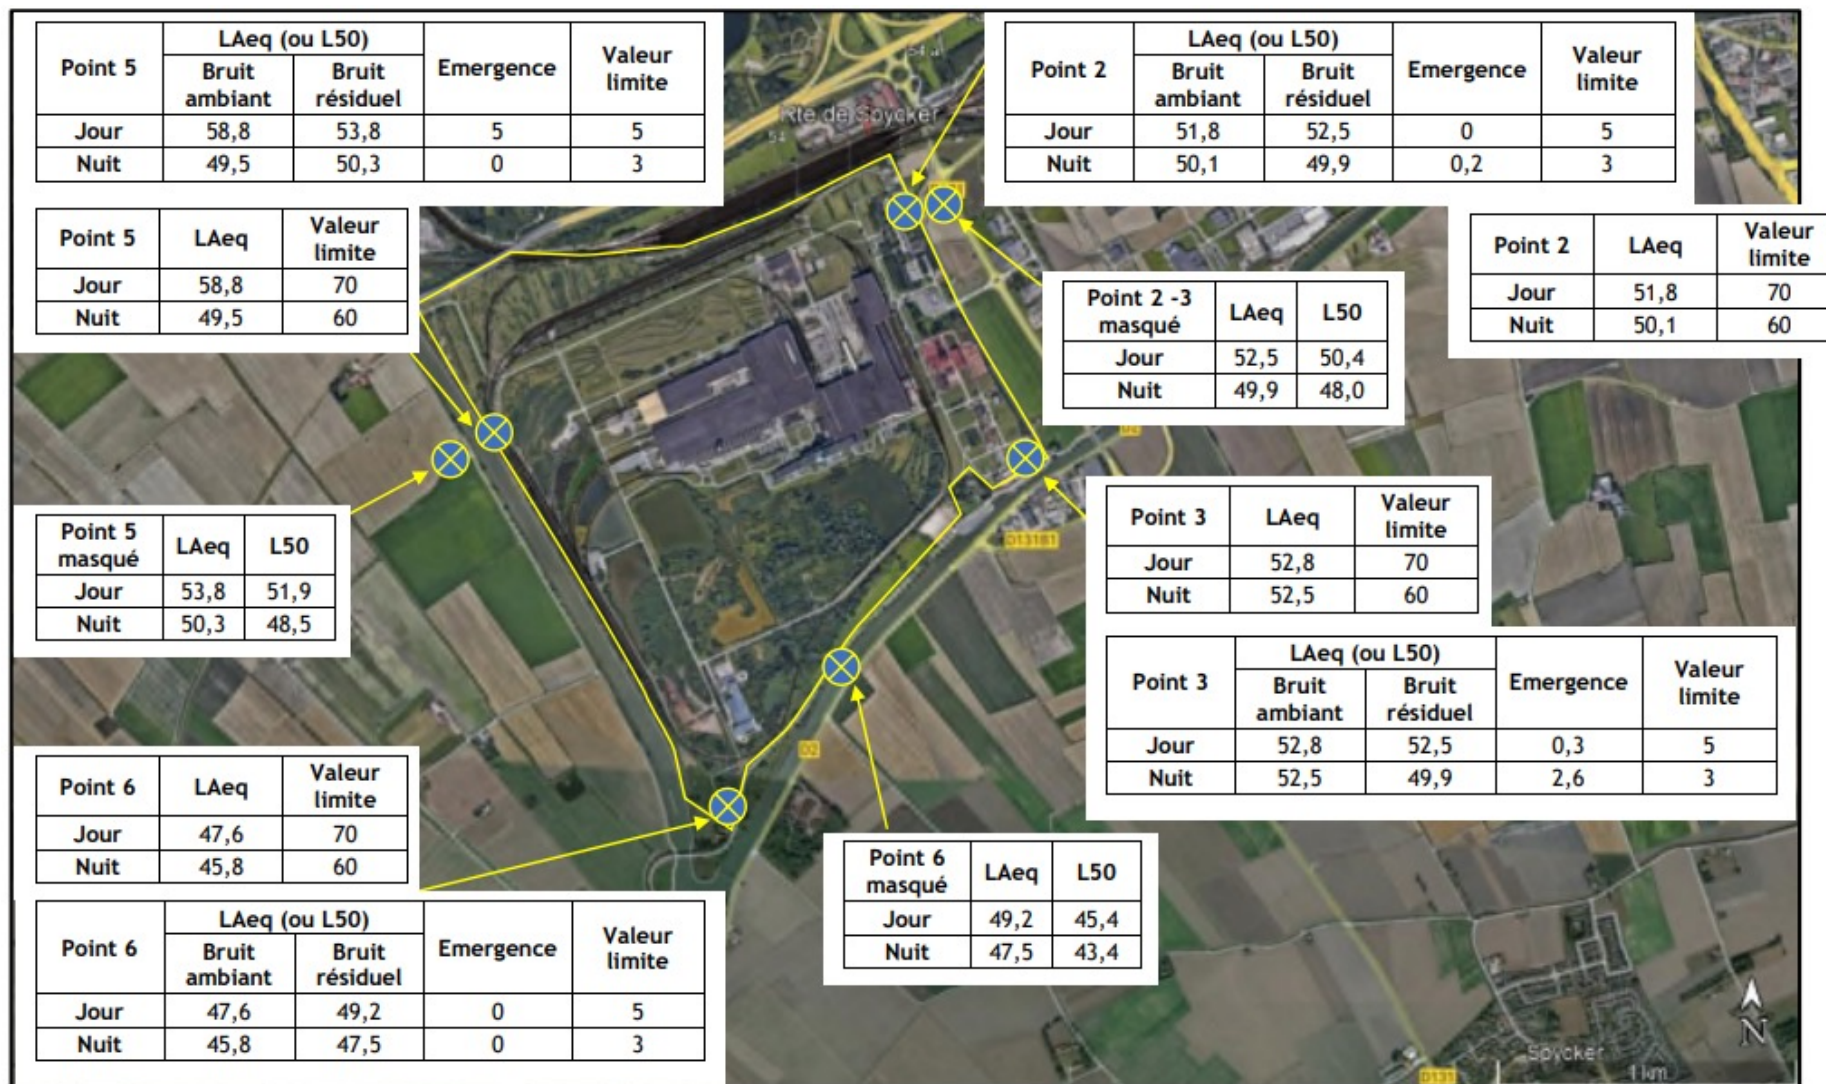 Point 5 LAeq (ou L50) Emergence Valeur limite
Bruit ambiant Bruit résiduel
Jour 58,8 53,8 5 5
Nuit 49,5 50,3 0 3
Point 2 LAeq (ou L50) Emergence Valeur limite
Bruit ambiant Bruit résiduel
Jour 51,8 52,5 0 5
Nuit 50,1 49,9 0,2 3
Rte de Spycker
54
Point 5 LAeq Valeur limite
Jour 58,8 70
Nuit 49,5 60
Point 2 LAeq Valeur limite
Jour 51,8 70
Nuit 50,1 60
Point 2 -3 masqué LAeq L50
Jour 52,5 50,4
Nuit 49,9 48,0
D2
Point 5 masqué LAeq L50
Jour 53,8 51,9
Nuit 50,3 48,5
Point 3 LAeq Valeur limite
Jour 52,8 70
Nuit 52,5 60
D131B1
Point 3 LAeq (ou L50) Emergence Valeur limite
Bruit ambiant Bruit résiduel
Jour 52,8 52,5 0,3 5
Nuit 52,5 49,9 2,6 3
D2
Point 6 LAeq Valeur limite
Jour 47,6 70
Nuit 45,8 60
Point 6 masqué LAeq L50
Jour 49,2 45,4
Nuit 47,5 43,4
Point 6 LAeq (ou L50) Emergence Valeur limite
Bruit ambiant Bruit résiduel
Jour 47,6 49,2 0 5
Nuit 45,8 47,5 0 3
N
Spycker
1 km
D131